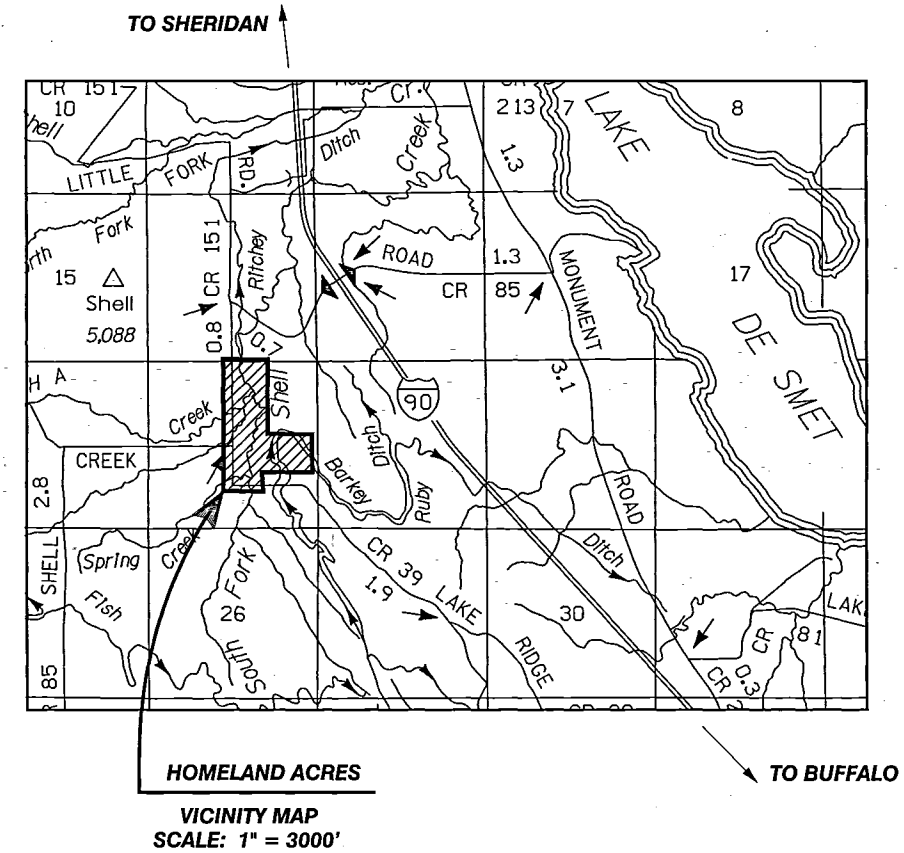 TO SHERIDAN
CR 151
10
hell
LITTLE FORK RD.
Cr.
Ditch
Creek
213
7
8
1.3
LAKE
DE SMET
North Fork
15
Shell
5,088
CR 151
0.8
Ritchey
ROAD
1.3
CR 85
MONUMENT
ROAD
3.1
17
0.7
H A
Creek
CREEK
Shell
90
Ditch
Barkey
Ruby
2.8
SHELL
85
Spring
Creek
Fish
South Fork
26
CR 39
1.9
LAKE
RIDGE
30
Ditch
CR 81
LAK
CR
0.3
HOMELAND ACRES
VICINITY MAP
SCALE: 1" = 3000'
TO BUFFALO